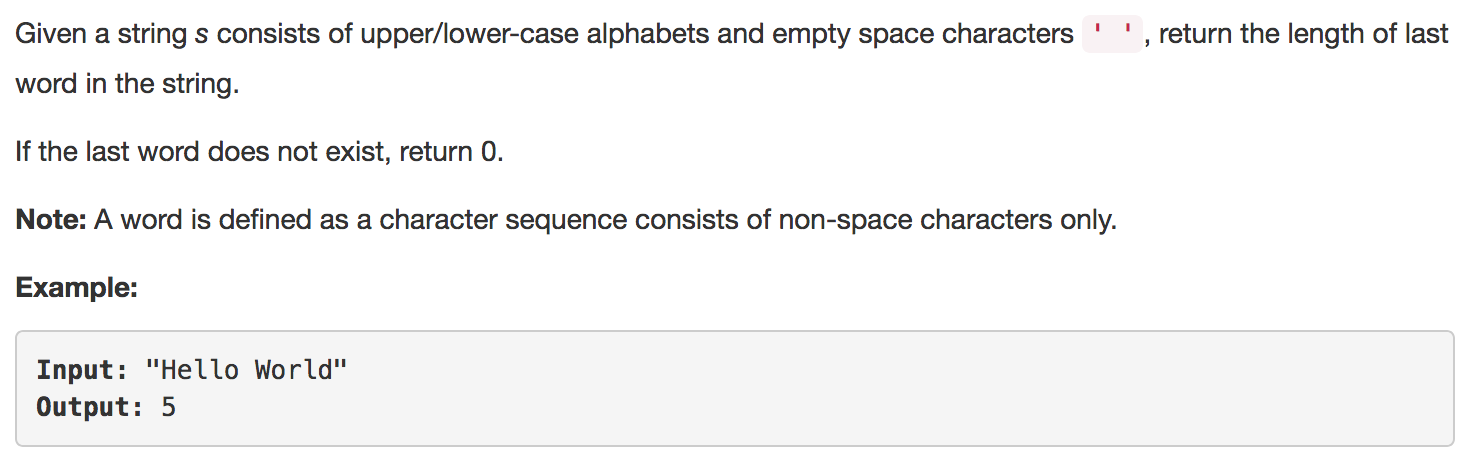 Given a string s consists of upper/lower-case alphabets and empty space characters ' ', return the length of last
word in the string.
If the last word does not exist, return 0.
Note: A word is defined as a character sequence consists of non-space characters only.
Example:
Input: "Hello World"
Output: 5